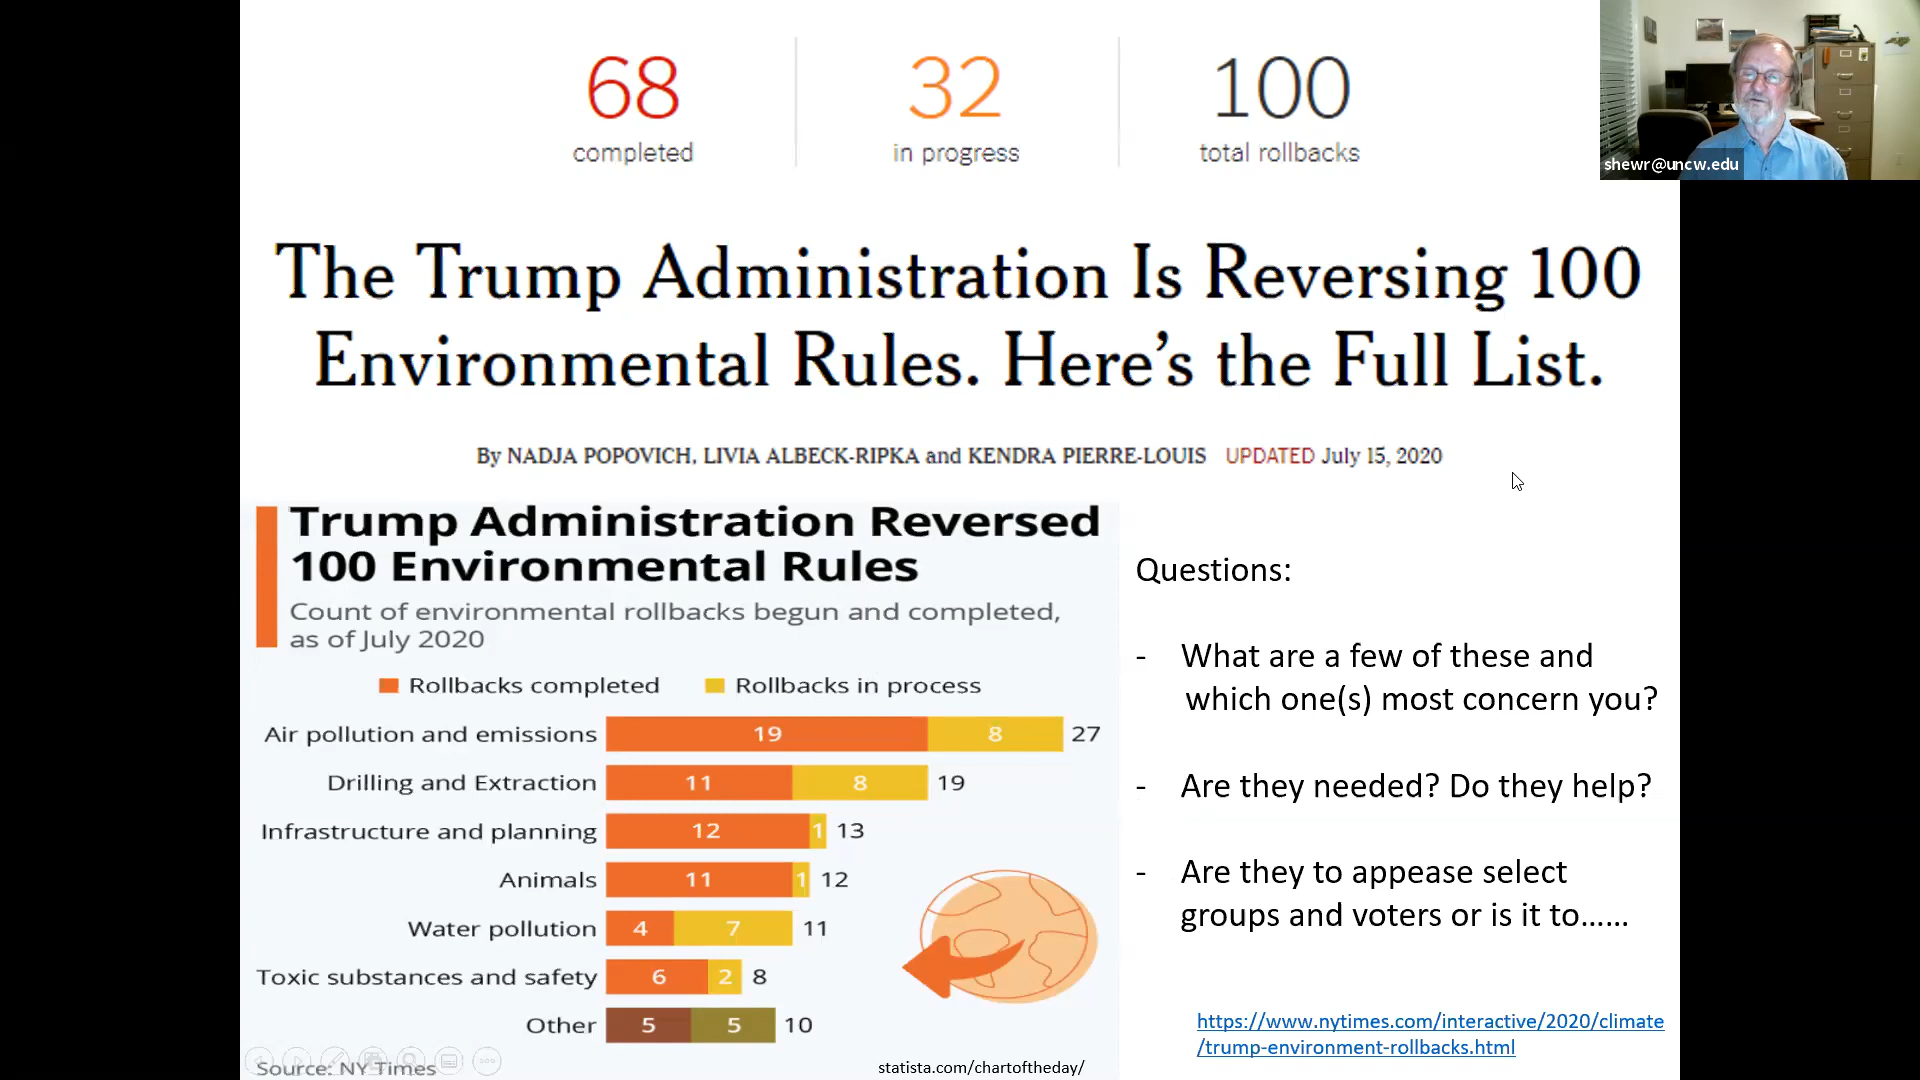 68
completed
32
in progress
100
total rollbacks
shewr@uncw.edu
The Trump Administration Is Reversing 100
Environmental Rules. Here's the Full List.
By NADJA POPOVICH, LIVIA ALBECK-RIPKA and KENDRA PIERRE-LOUIS UPDATED July 15, 2020
Trump Administration Reversed
100 Environmental Rules
Count of environmental rollbacks begun and completed,
as of July 2020
Rollbacks completed Rollbacks in process
Air pollution and emissions 19 8 27
Drilling and Extraction 11 8 19
Infrastructure and planning 12 1 13
Animals 11 1 12
Water pollution 4 7 11
Toxic substances and safety 6 2 8
Other 5 5 10
Source: NY Times
statista.com/chartoftheday/
Questions:
- What are a few of these and
which one(s) most concern you?
- Are they needed? Do they help?
- Are they to appease select
groups and voters or is it to......
https://www.nytimes.com/interactive/2020/climate
/trump-environment-rollbacks.html